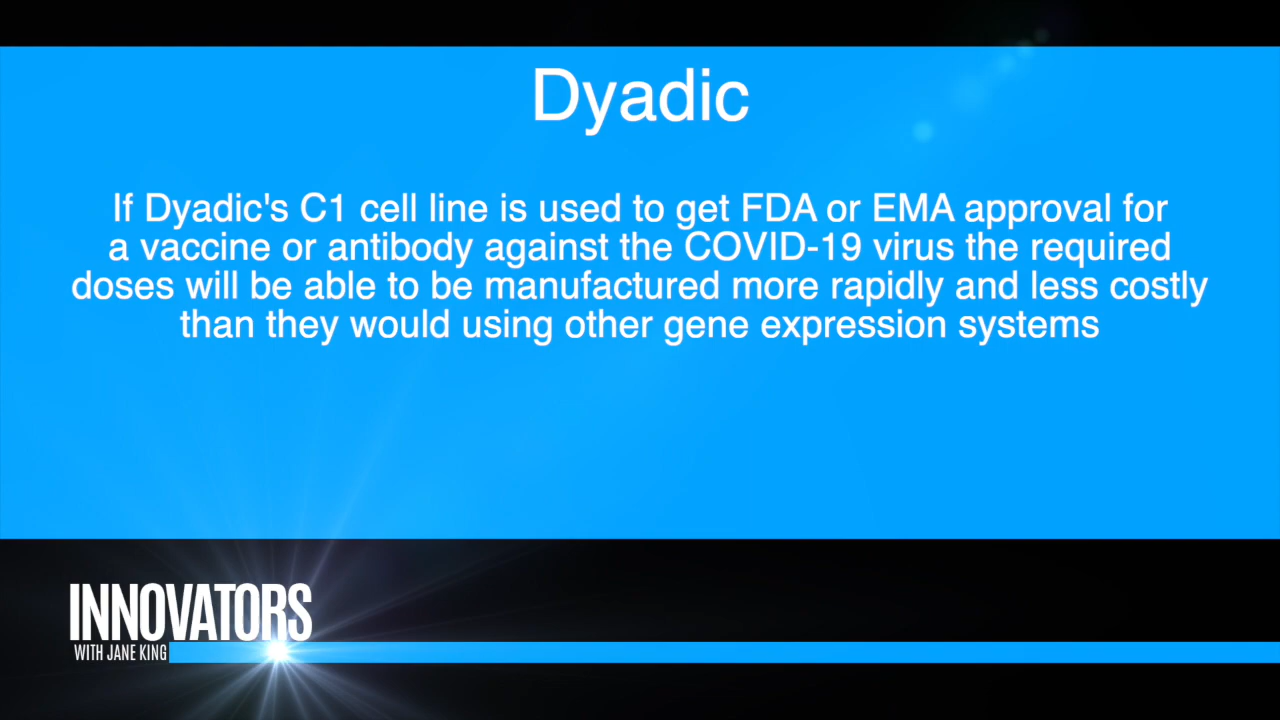 Dyadic
If Dyadic's C1 cell line is used to get FDA or EMA approval for
a vaccine or antibody against the COVID-19 virus the required
doses will be able to be manufactured more rapidly and less costly
than they would using other gene expression systems
INNOVATORS
WITH JANE KING